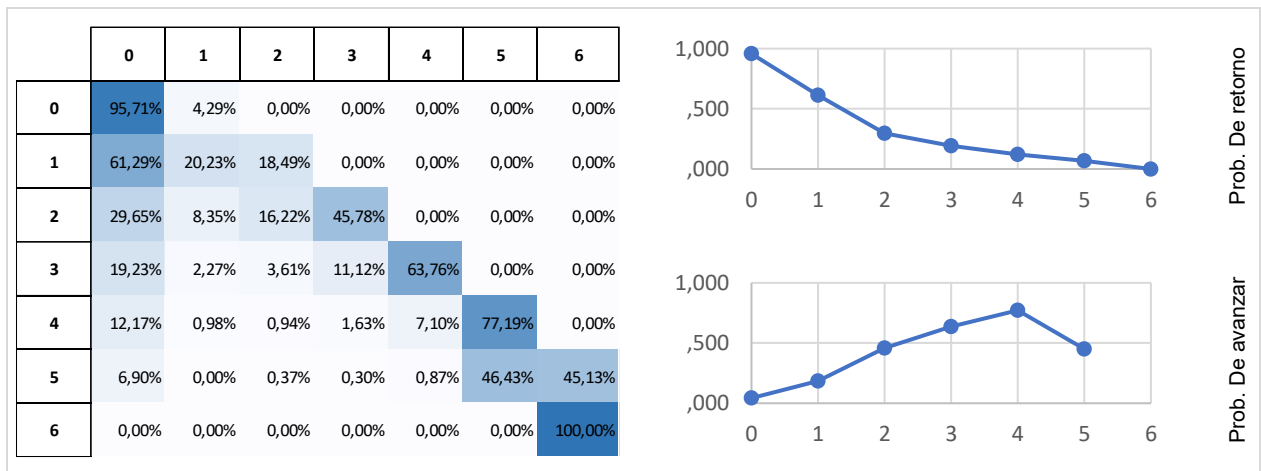 0 1 2 3 4 5 6
0 95,71% 4,29% 0,00% 0,00% 0,00% 0,00% 0,00%
1 61,29% 20,23% 18,49% 0,00% 0,00% 0,00% 0,00%
2 29,65% 8,35% 16,22% 45,78% 0,00% 0,00% 0,00%
3 19,23% 2,27% 3,61% 11,12% 63,76% 0,00% 0,00%
4 12,17% 0,98% 0,94% 1,63% 7,10% 77,19% 0,00%
5 6,90% 0,00% 0,37% 0,30% 0,87% 46,43% 45,13%
6 0,00% 0,00% 0,00% 0,00% 0,00% 0,00% 100,00%
1,000
,500
,000
0 1 2 3 4 5 6
Prob. De retorno
1,000
,500
,000
0 1 2 3 4 5 6
Prob. De avanzar